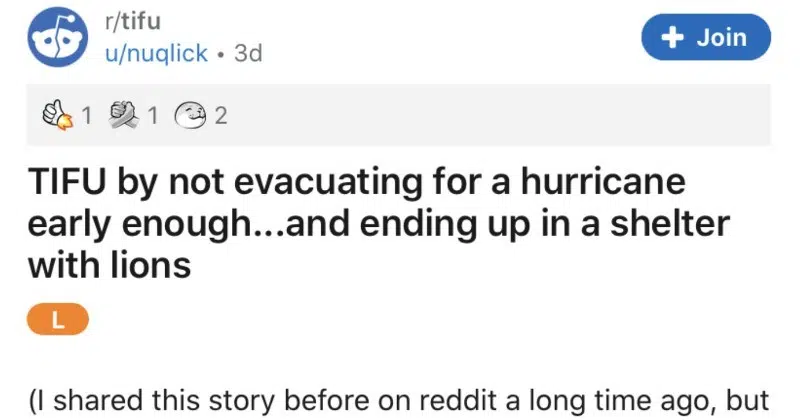 r/tifu
u/nuqlick • 3d
+ Join
1 1 2
TIFU by not evacuating for a hurricane
early enough...and ending up in a shelter
with lions
L
(I shared this story before on reddit a long time ago, but